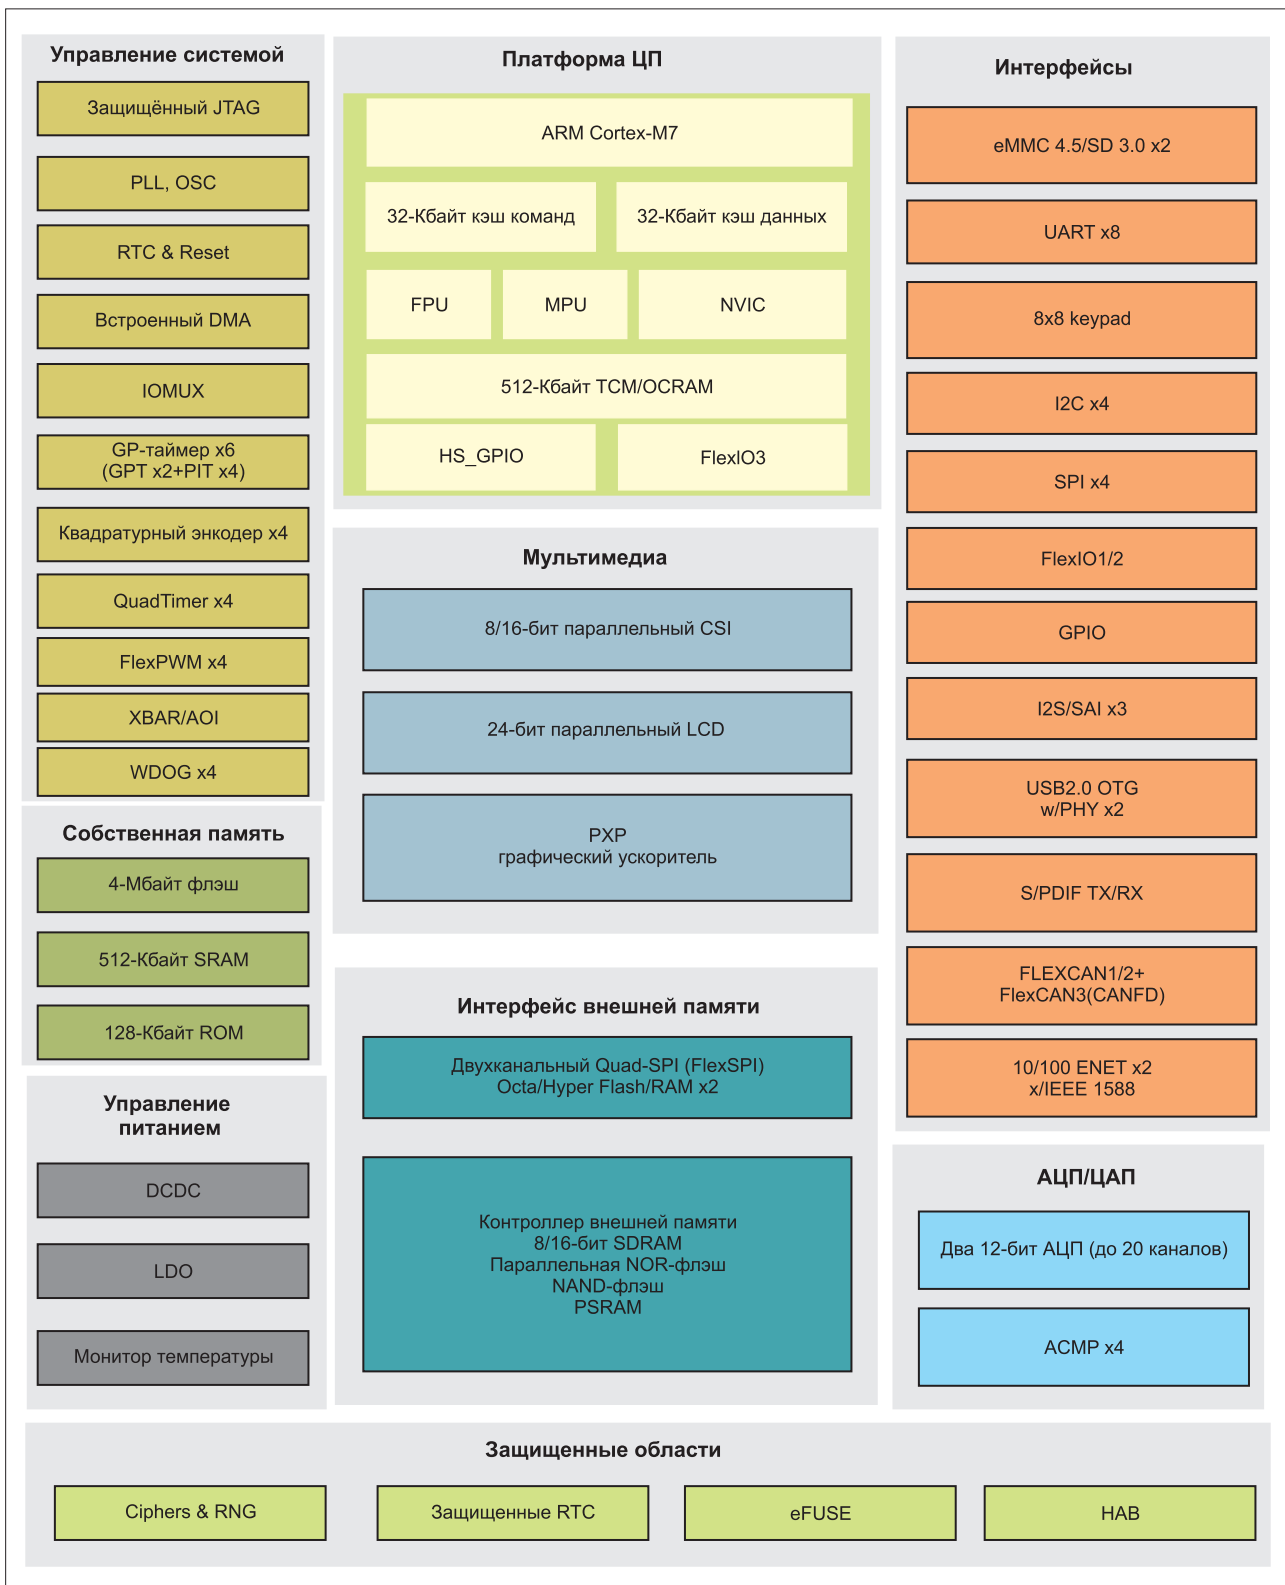 Управление системой
Защищённый JTAG
PLL, OSC
RTC & Reset
Встроенный DMA
IOMUX
GP-таймер x6
(GPT x2+PIT x4)
Квадратурный энкодер x4
QuadTimer x4
FlexPWM x4
XBAR/AOI
WDOG x4
Собственная память
4-Мбайт флэш
512-Кбайт SRAM
128-Кбайт ROM
Управление
питанием
DCDC
LDO
Монитор температуры
Платформа ЦП
ARM Cortex-M7
32-Кбайт кэш команд
32-Кбайт кэш данных
FPU
MPU
NVIC
512-Кбайт TCM/OCRAM
HS_GPIO
FlexIO3
Мультимедиа
8/16-бит параллельный CSI
24-бит параллельный LCD
PXP
графический ускоритель
Интерфейс внешней памяти
Двухканальный Quad-SPI (FlexSPI)
Octa/Hyper Flash/RAM x2
Контроллер внешней памяти
8/16-бит SDRAM
Параллельная NOR-флэш
NAND-флэш
PSRAM
Интерфейсы
eMMC 4.5/SD 3.0 x2
UART x8
8x8 keypad
I2C x4
SPI x4
FlexIO1/2
GPIO
I2S/SAI x3
USB2.0 OTG
w/PHY x2
S/PDIF TX/RX
FLEXCAN1/2+
FlexCAN3(CANFD)
10/100 ENET x2
x/IEEE 1588
АЦП/ЦАП
Два 12-бит АЦП (до 20 каналов)
ACMP x4
Защищенные области
Ciphers & RNG
Защищенные RTC
eFUSE
HAB